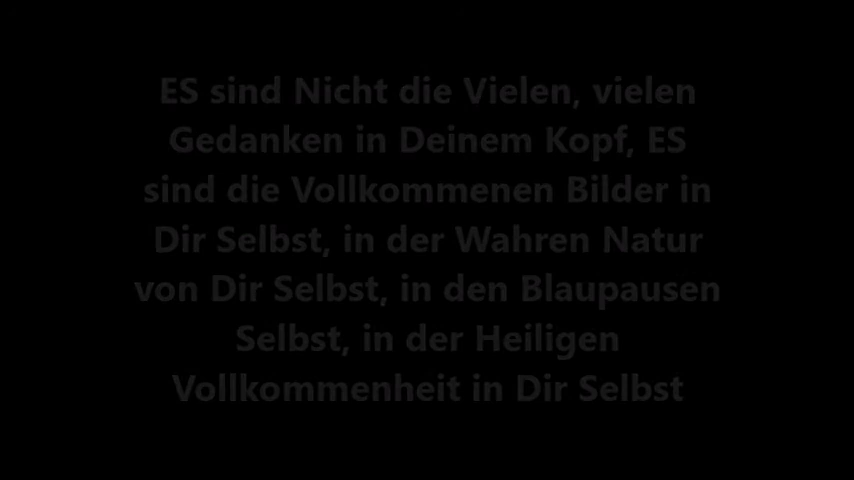 ES sind Nicht die Vielen, vielen
Gedanken in Deinem Kopf, ES
sind die Vollkommenen Bilder in
Dir Selbst, in der Wahren Natur
von Dir Selbst, in den Blaupausen
Selbst, in der Heiligen
Vollkommenheit in Dir Selbst